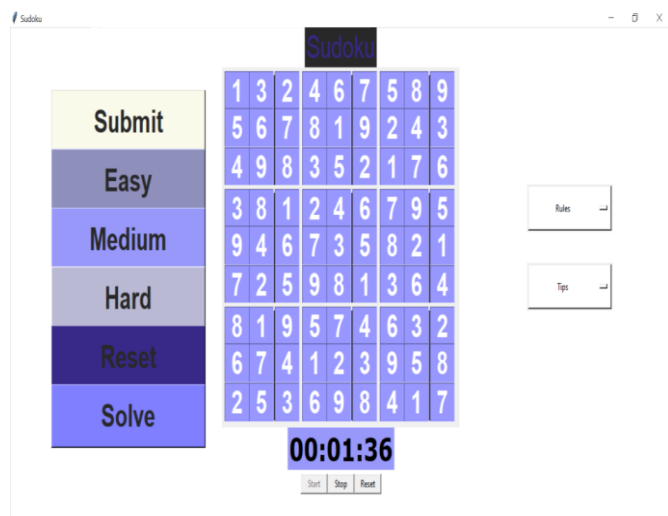 Sudoku
Sudoku
Submit
Easy
Medium
Hard
Reset
Solve
1 3 2 4 6 7 5 8 9
5 6 7 8 1 9 2 4 3
4 9 8 3 5 2 1 7 6
3 8 1 2 4 6 7 9 5
9 4 6 7 3 5 8 2 1
7 2 5 9 8 1 3 6 4
8 1 9 5 7 4 6 3 2
6 7 4 1 2 3 9 5 8
2 5 3 6 9 8 4 1 7
00:01:36
Start Stop Reset
Rules
Tips